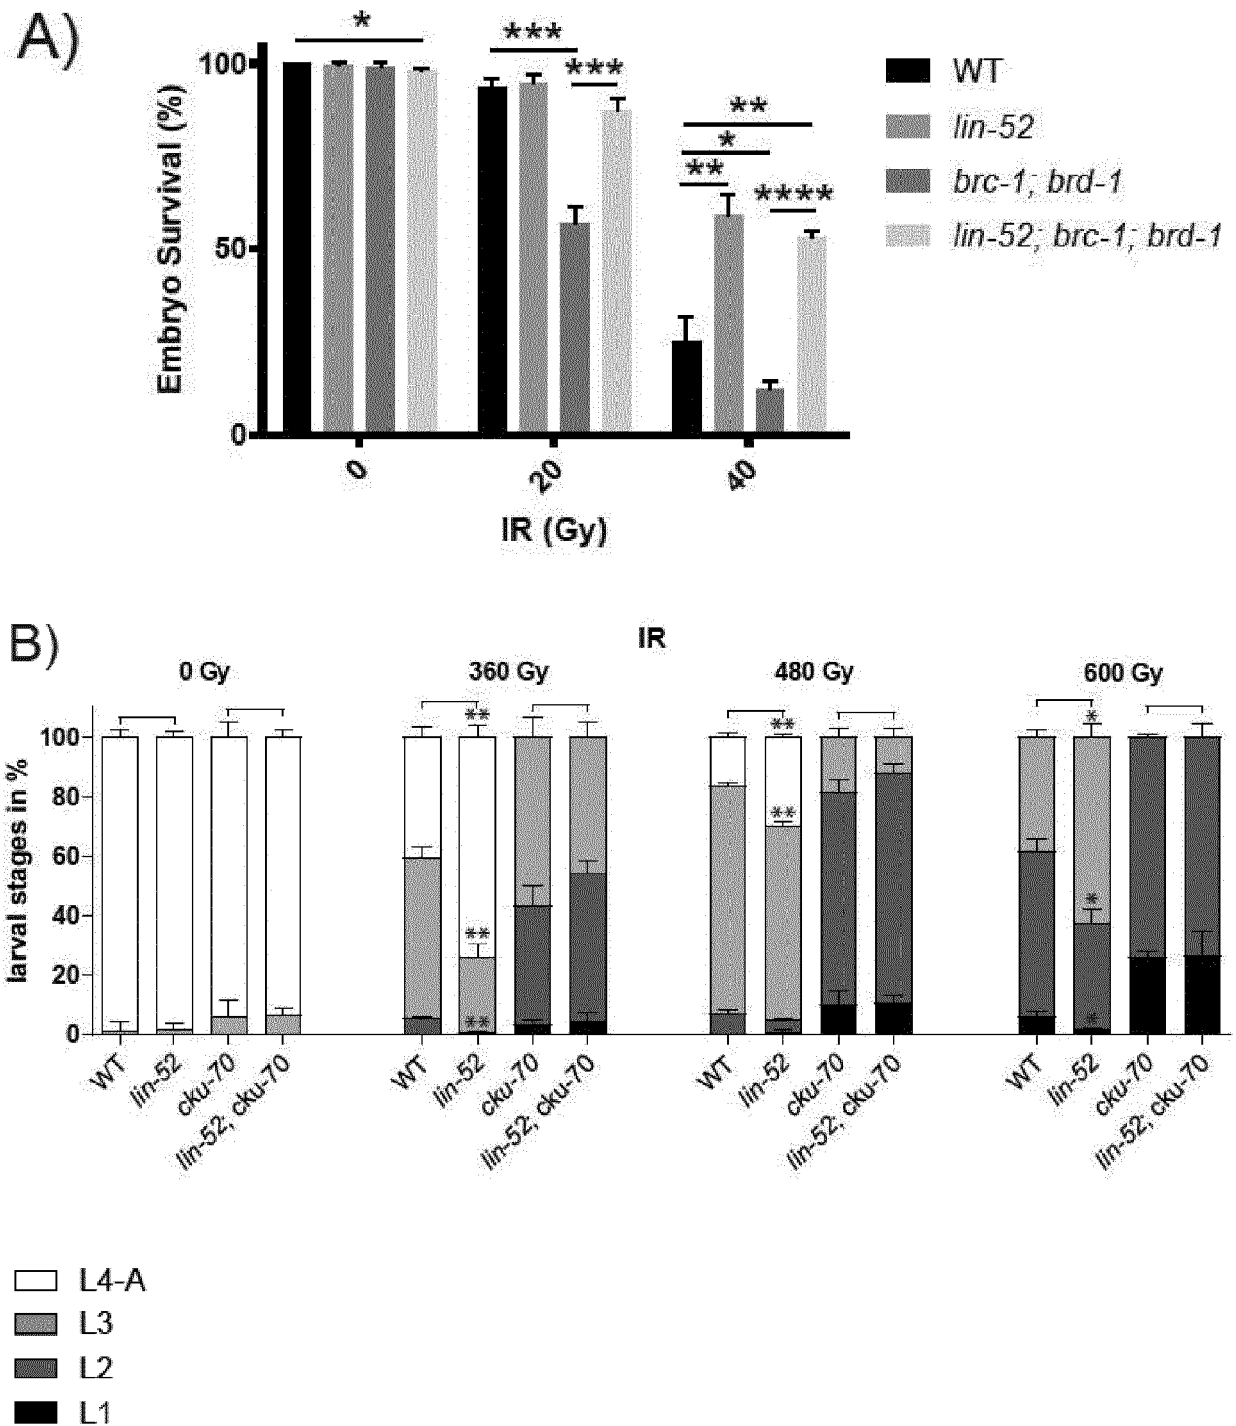 A)
*
***
***
**
*
**
****
100
50
0
Embryo Survival (%)
0
20
40
IR (Gy)
WT
lin-52
brc-1; brd-1
lin-52; brc-1; brd-1
B)
IR
0 Gy
360 Gy
480 Gy
600 Gy
larval stages in %
100
80
60
40
20
0
**
**
**
**
**
*
*
*
WT
lin-52
cku-70
lin-52; cku-70
WT
lin-52
cku-70
lin-52; cku-70
WT
lin-52
cku-70
lin-52; cku-70
WT
lin-52
cku-70
lin-52; cku-70
L4-A
L3
L2
L1